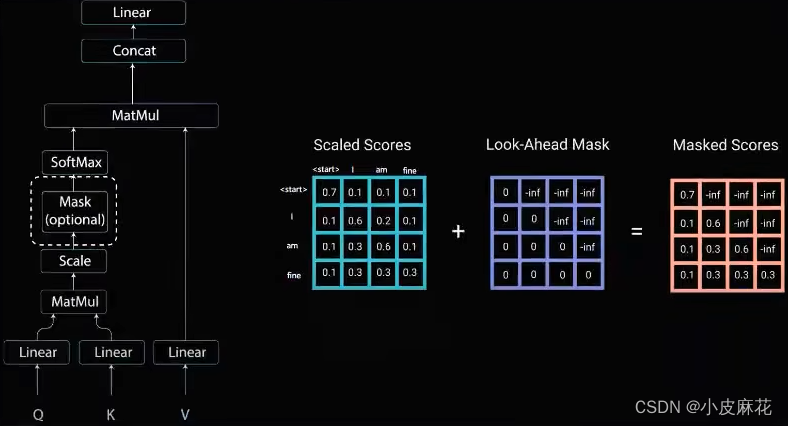 Linear
Concat
MatMul
SoftMax
Mask
(optional)
Scale
MatMul
Linear Linear Linear
Q K V
Scaled Scores
<start> I am fine
<start> 0.7 0.1 0.1 0.1
I 0.1 0.6 0.2 0.1
am 0.1 0.3 0.6 0.1
fine 0.1 0.3 0.3 0.3
+
Look-Ahead Mask
0 -inf -inf -inf
0 0 -inf -inf
0 0 0 -inf
0 0 0 0
=
Masked Scores
0.7 -inf -inf -inf
0.1 0.6 -inf -inf
0.1 0.3 0.6 -inf
0.1 0.3 0.3 0.3
CSDN @小皮麻花